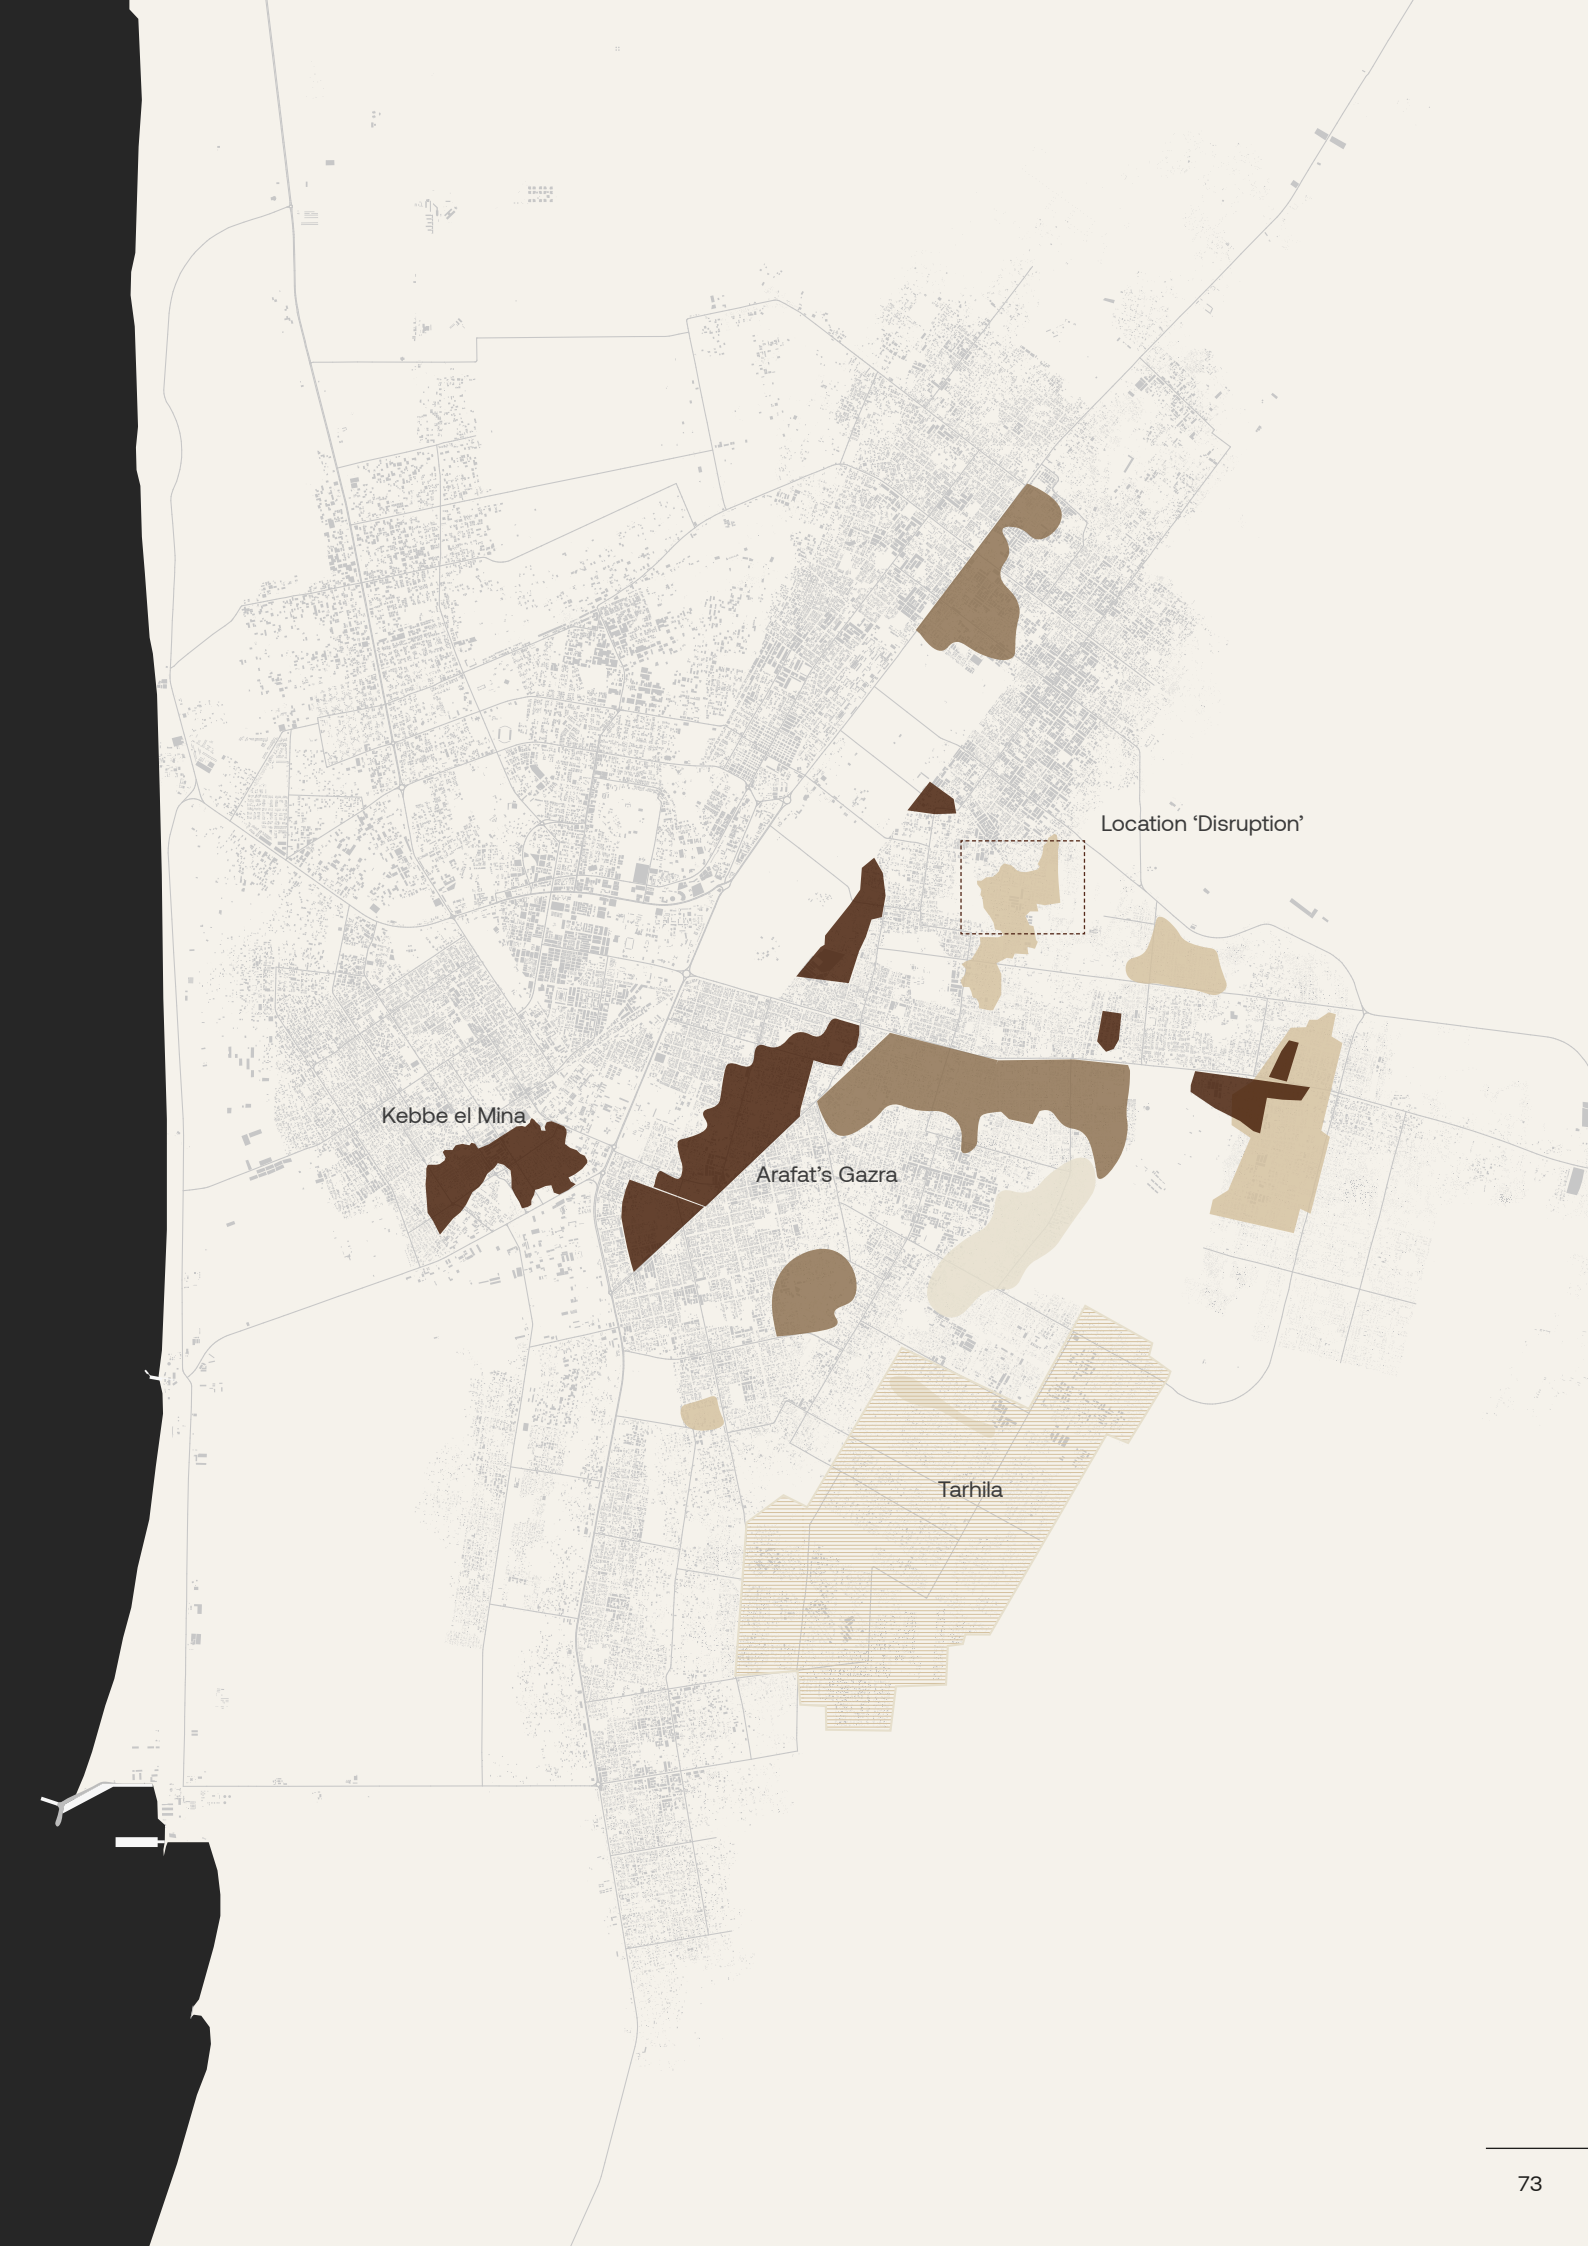 Location ‘Disruption’
Kebbe el Mina
Arafat’s Gazra
Tarhila
73